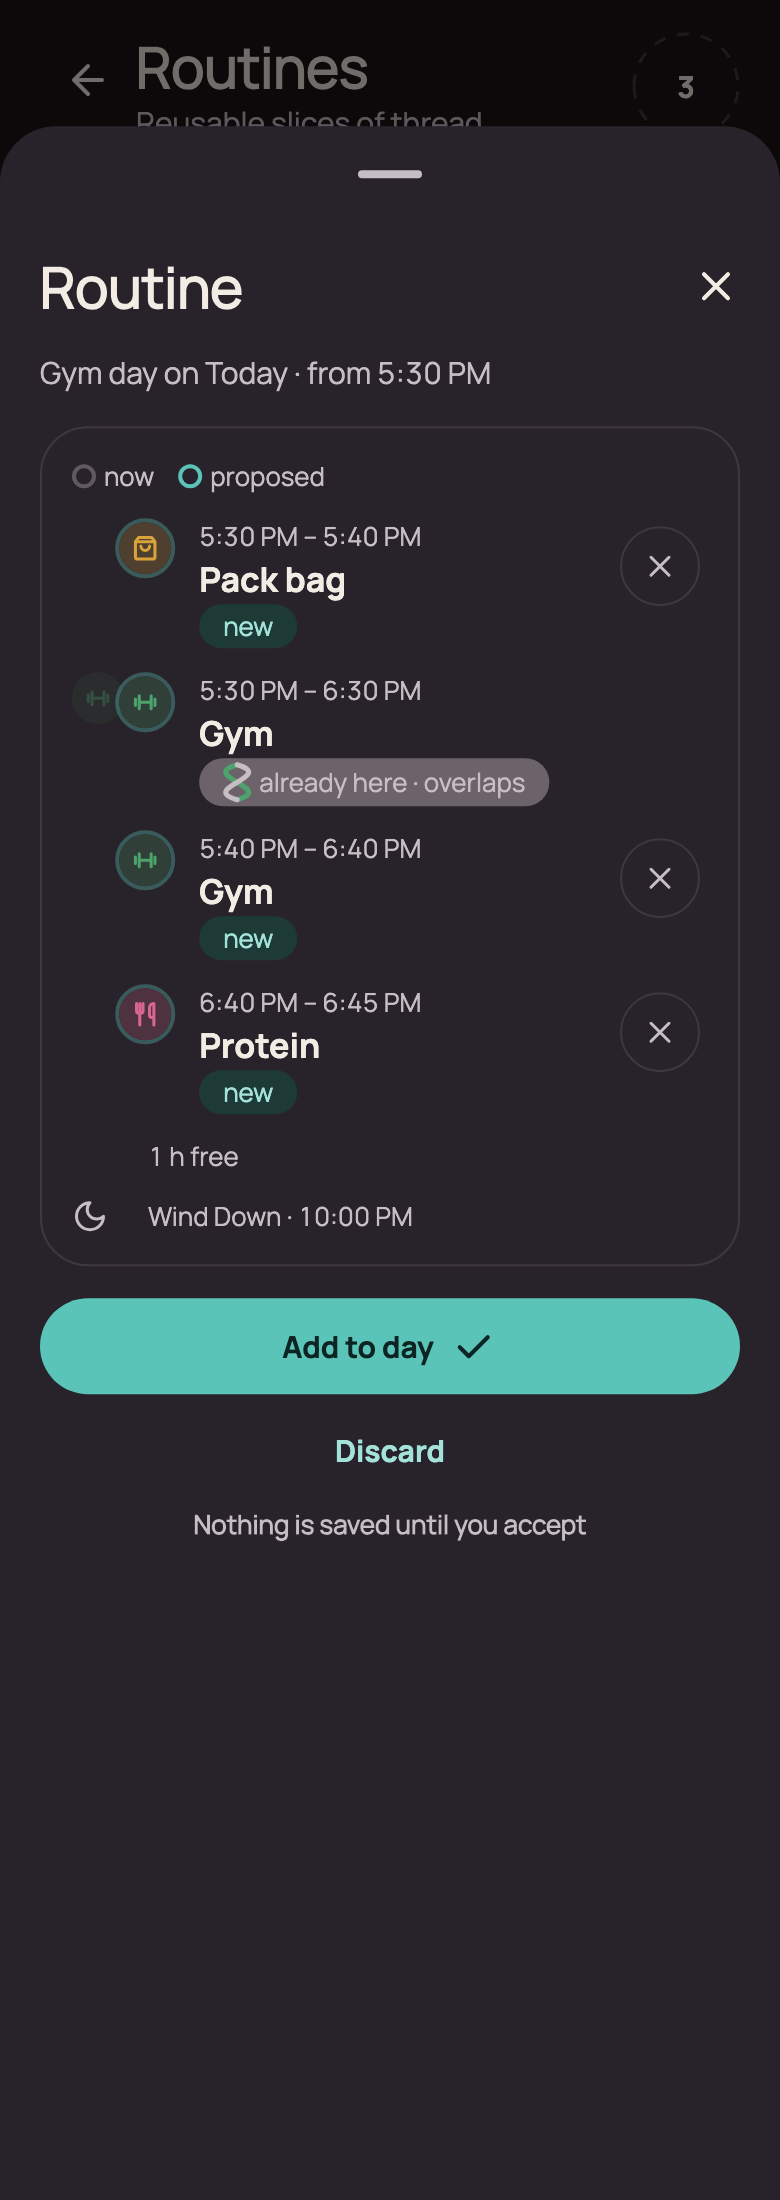 Routines
3
Reusable slices of thread
Routine
Gym day on Today · from 5:30 PM
now proposed
5:30 PM – 5:40 PM
Pack bag
new
5:30 PM – 6:30 PM
Gym
already here · overlaps
5:40 PM – 6:40 PM
Gym
new
6:40 PM – 6:45 PM
Protein
new
1 h free
Wind Down · 10:00 PM
Add to day
Discard
Nothing is saved until you accept